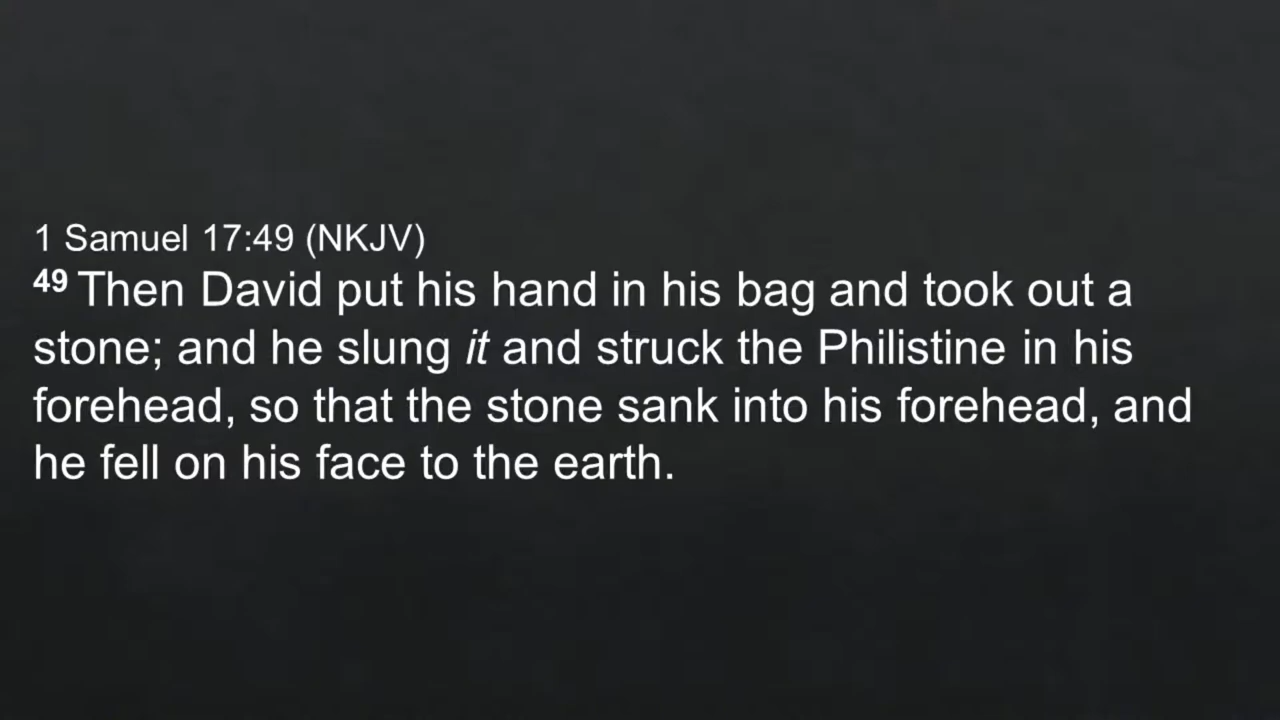 1 Samuel 17:49 (NKJV)
49 Then David put his hand in his bag and took out a
stone; and he slung it and struck the Philistine in his
forehead, so that the stone sank into his forehead, and
he fell on his face to the earth.